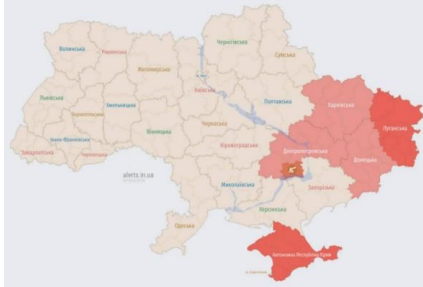 Чернігівська
Волинська
Рівненська
Сумська
Житомирська
м. Київ
Київська
Львівська
Полтавська
Харківська
Тернопільська
Хмельницька
Луганська
Черкаська
Вінницька
Івано-Франківська
Кіровоградська
Дніпропетровська
Закарпатська
Чернівецька
Донецька
alerts.in.ua
Миколаївська
Запорізька
Херсонська
Одеська
Автономна Республіка Крим